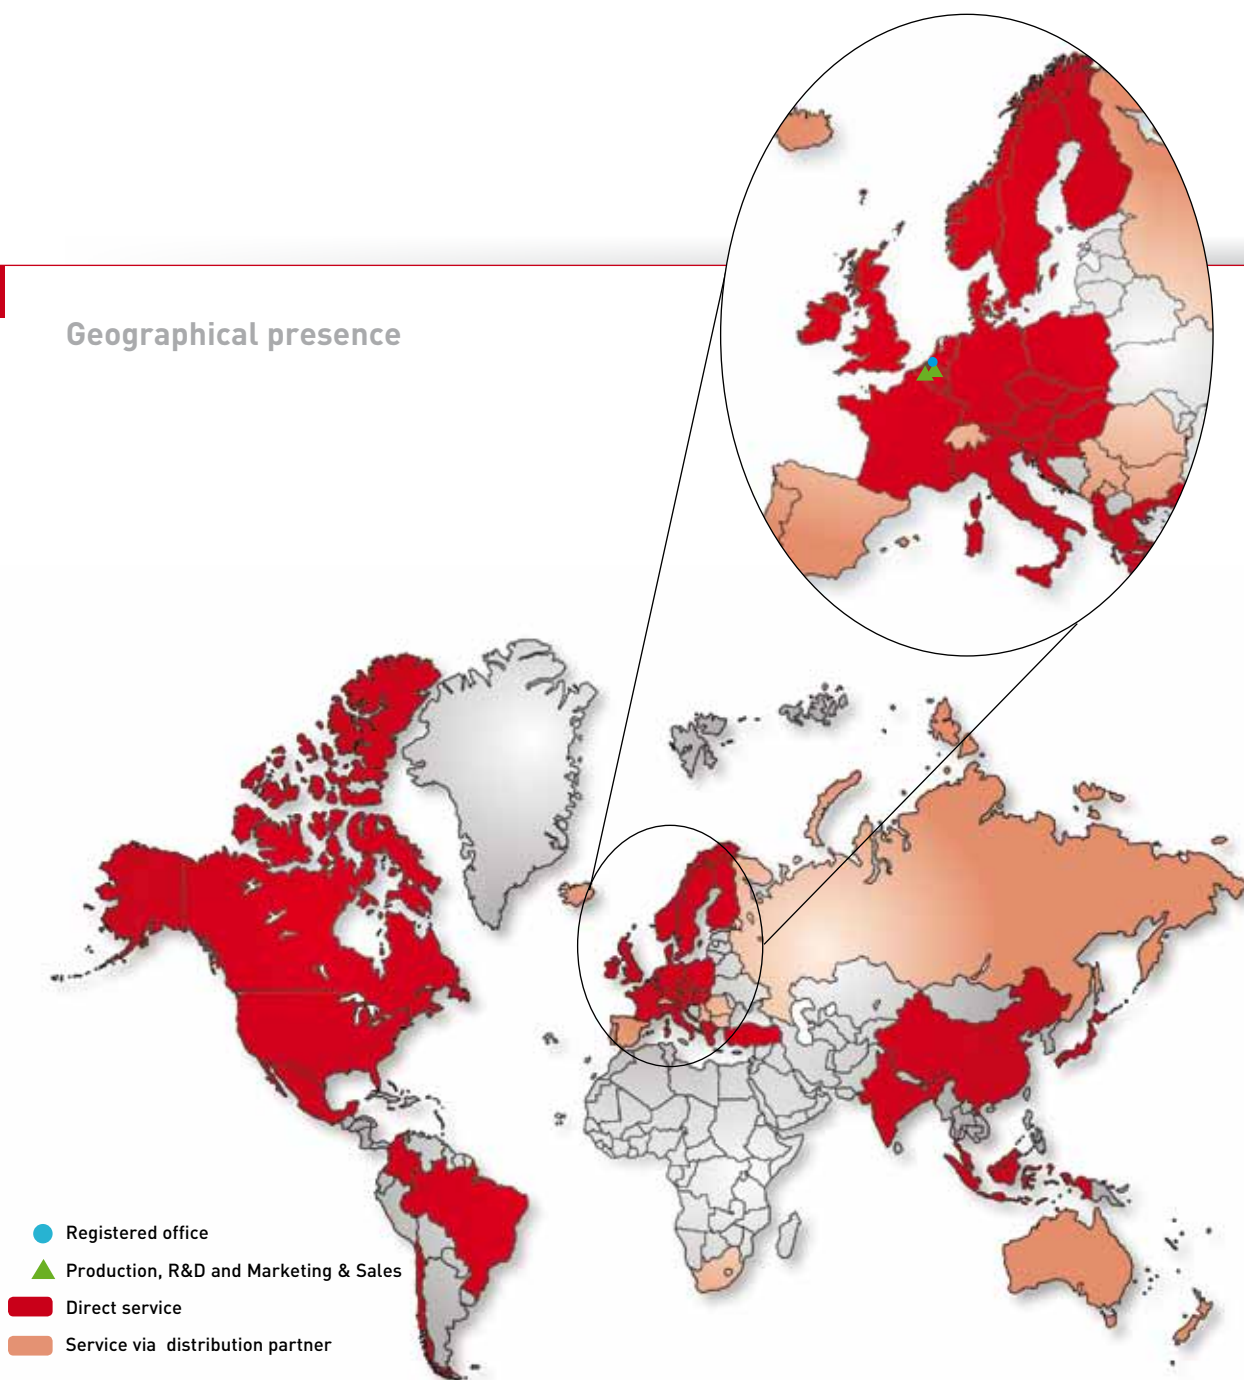 Geographical presence
Registered office
Production, R&D and Marketing & Sales
Direct service
Service via distribution partner